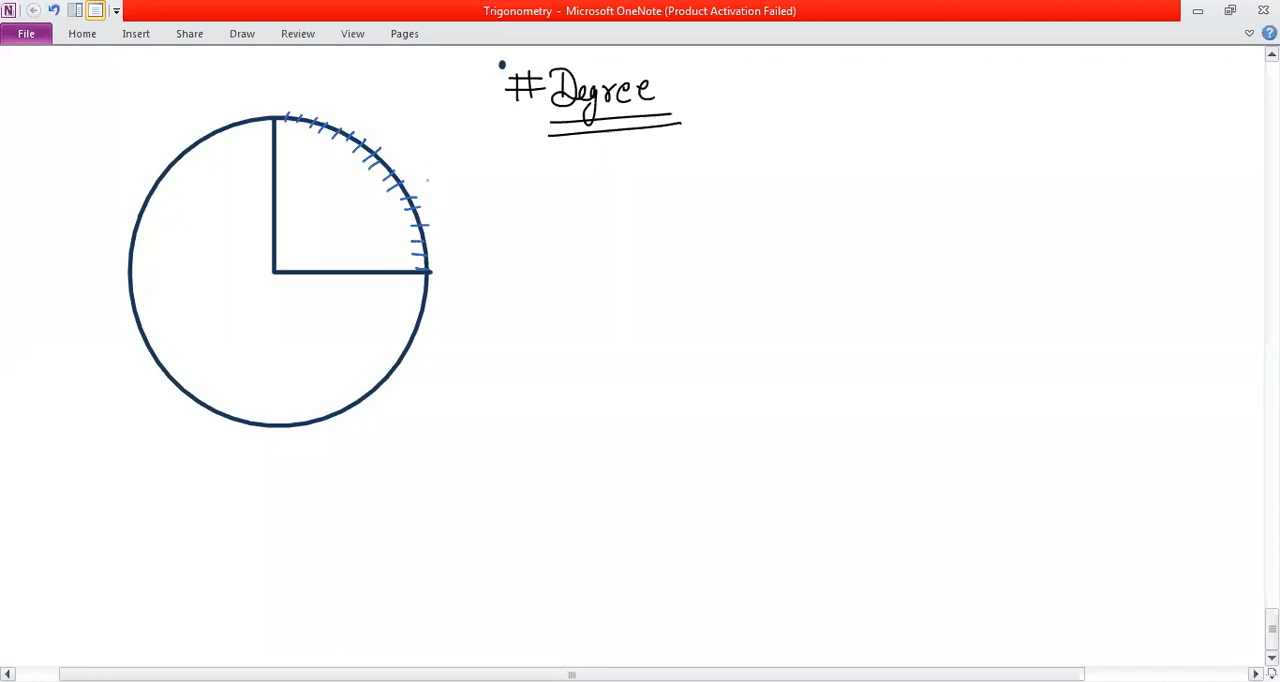 Trigonometry - Microsoft OneNote (Product Activation Failed)
File Home Insert Share Draw Review View Pages
# Degree